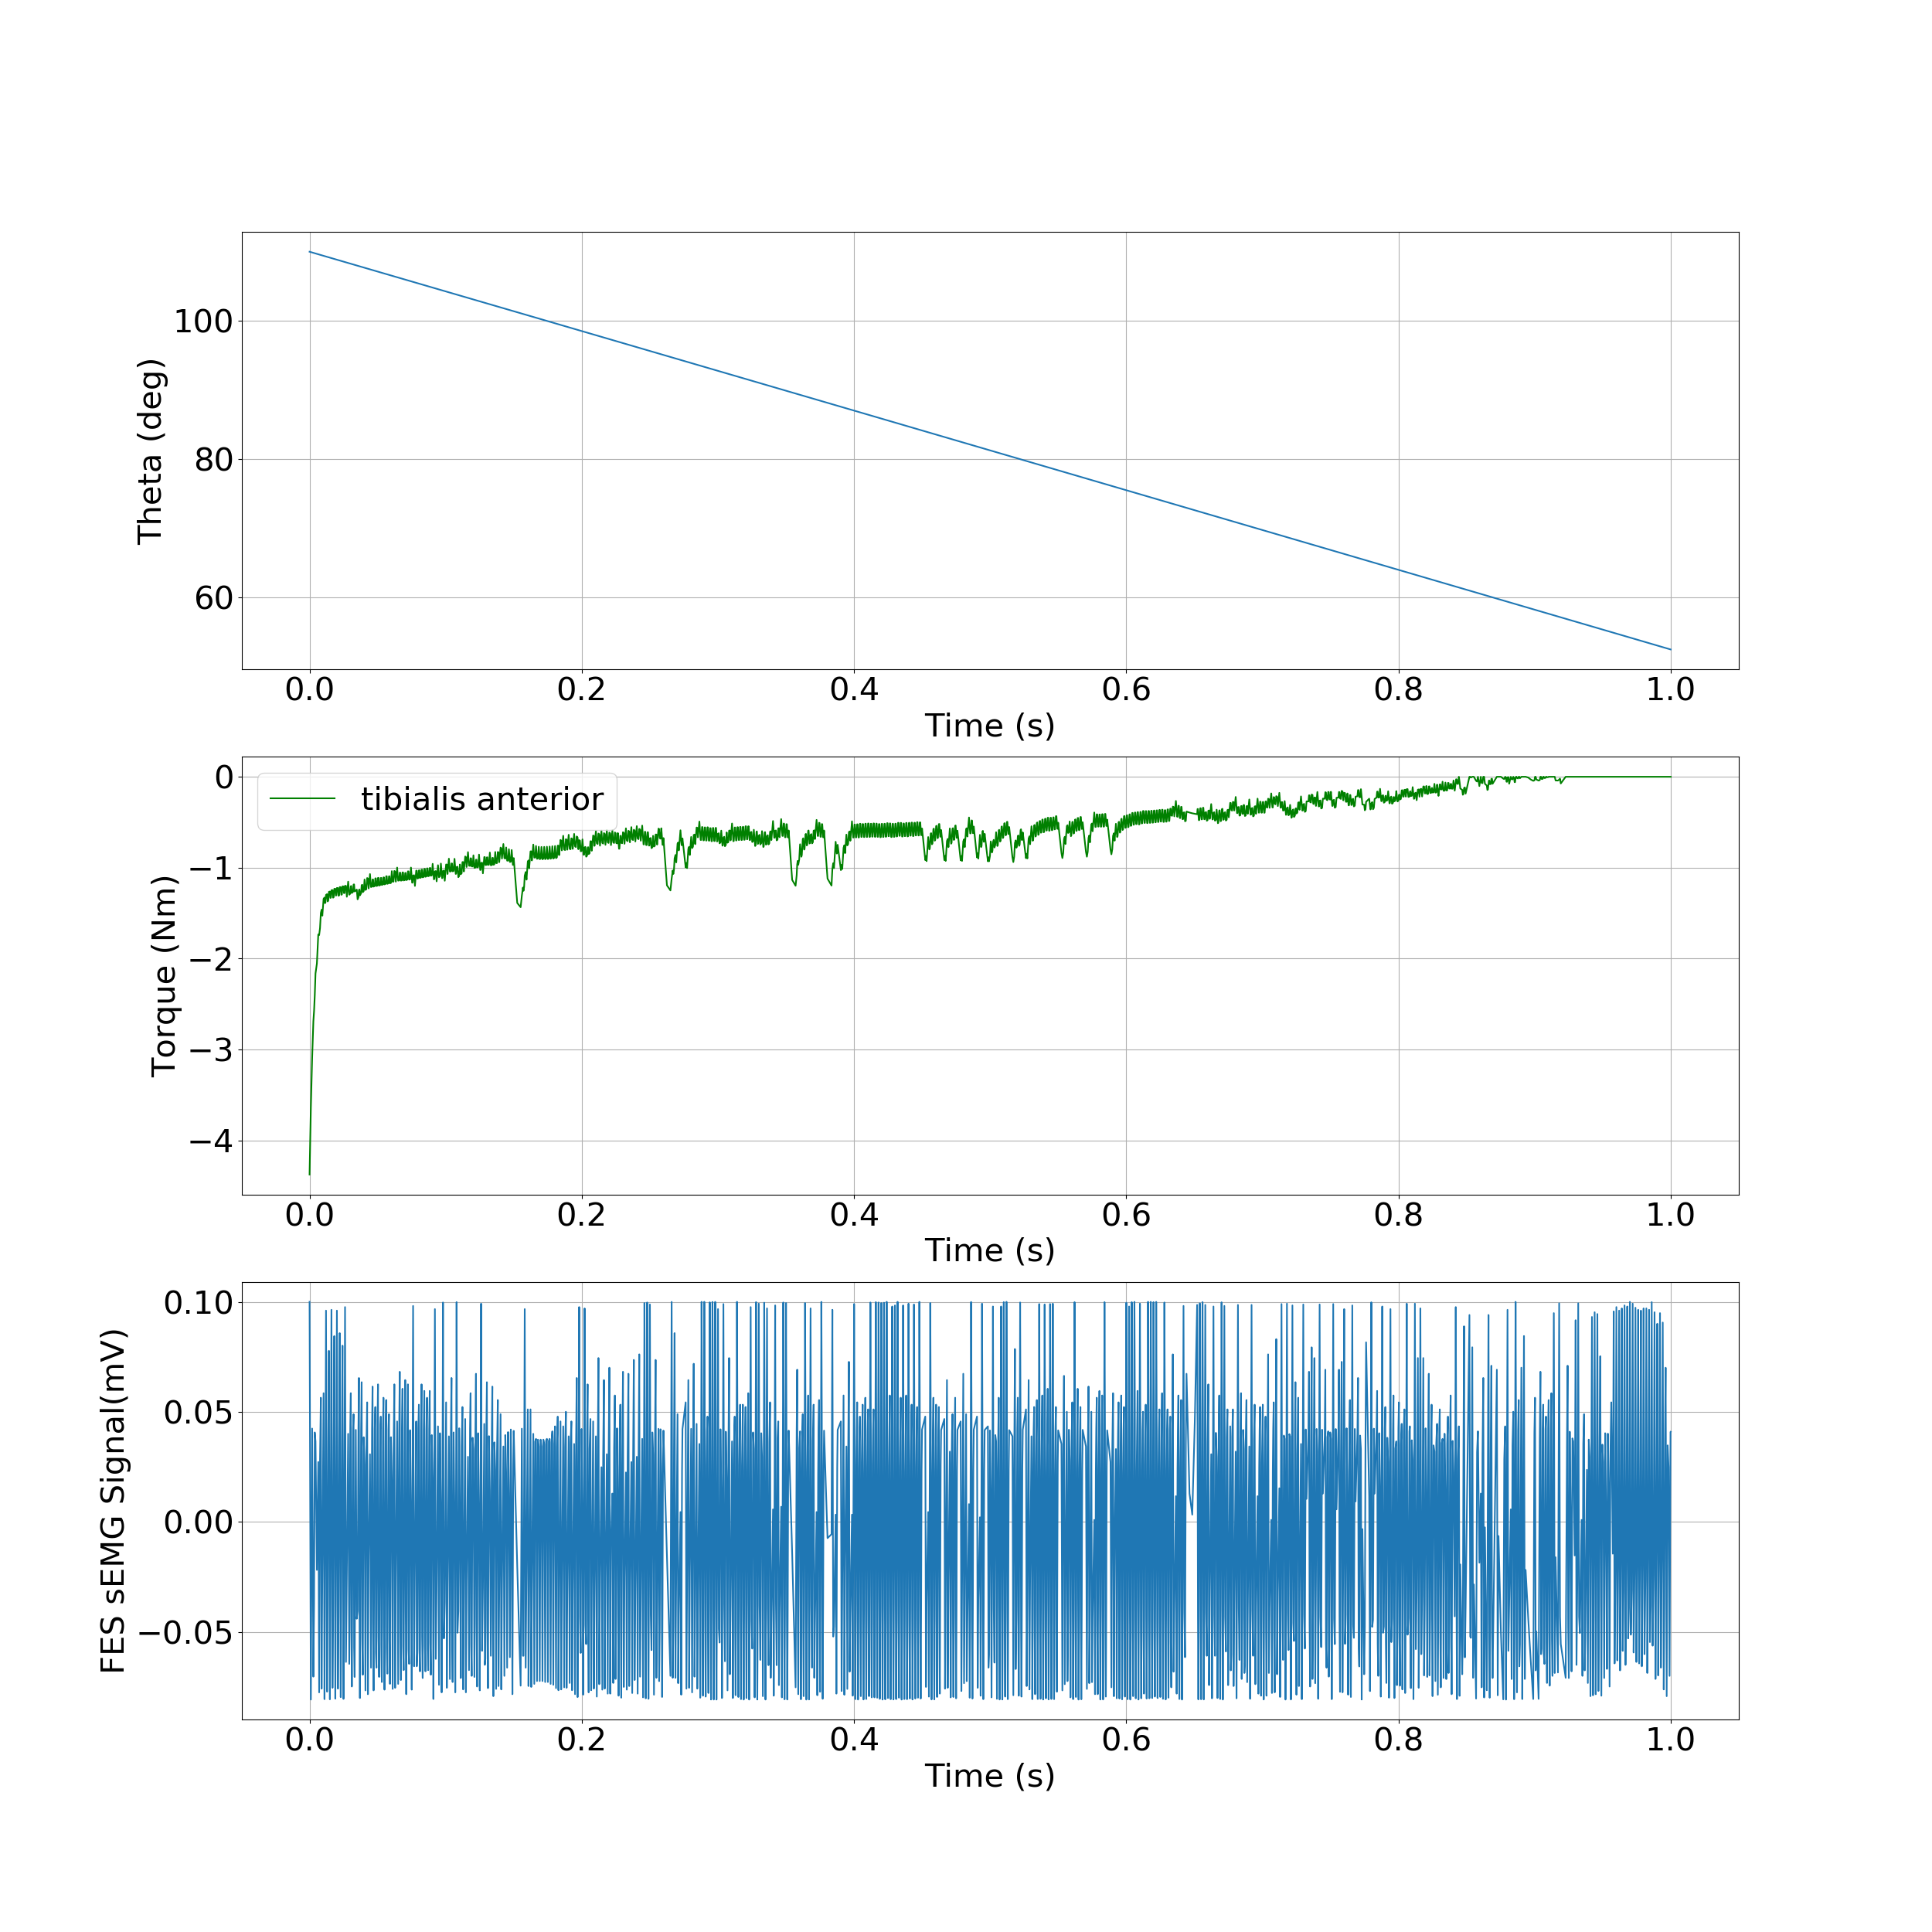 Theta (deg)
100
80
60
0.0 0.2 0.4 0.6 0.8 1.0
Time (s)
tibialis anterior
Torque (Nm)
0
−1
−2
−3
−4
0.0 0.2 0.4 0.6 0.8 1.0
Time (s)
FES sEMG Signal(mV)
0.10
0.05
0.00
−0.05
0.0 0.2 0.4 0.6 0.8 1.0
Time (s)